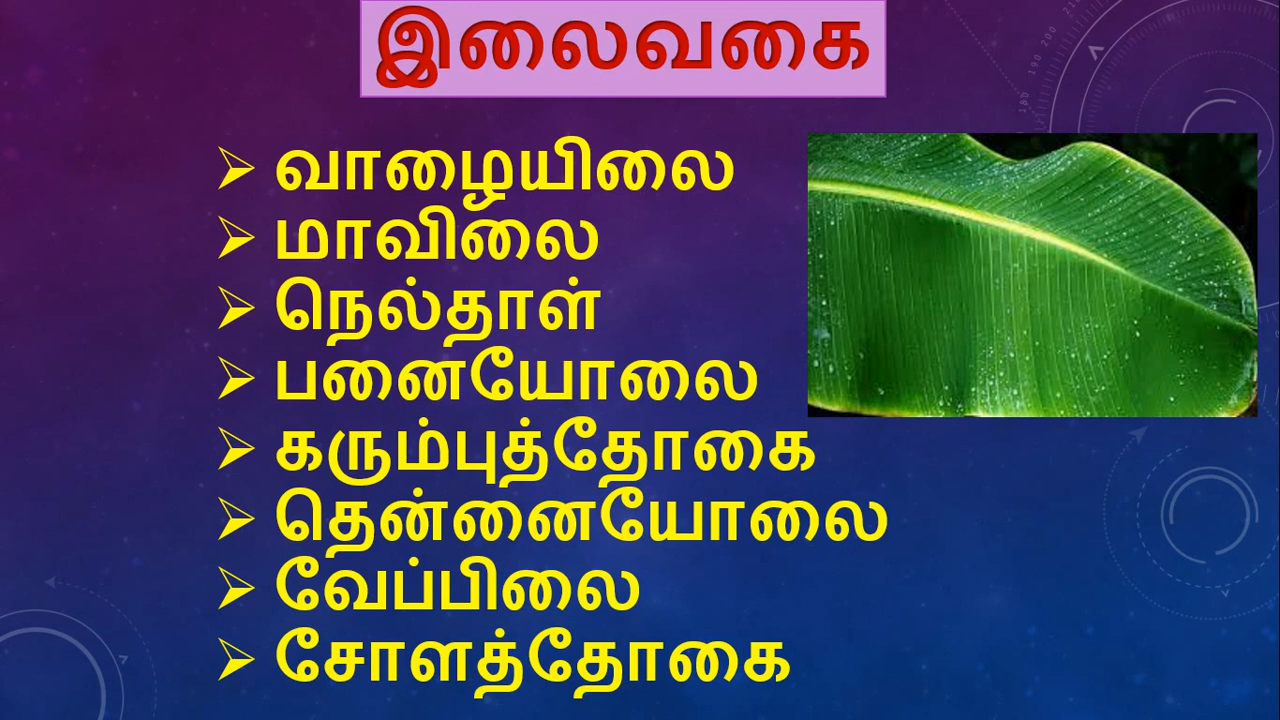 இலைவகை
வாழையிலை
மாவிலை
நெல்தாள்
பனையோலை
கரும்புத்தோகை
தென்னையோலை
வேப்பிலை
சோளத்தோகை